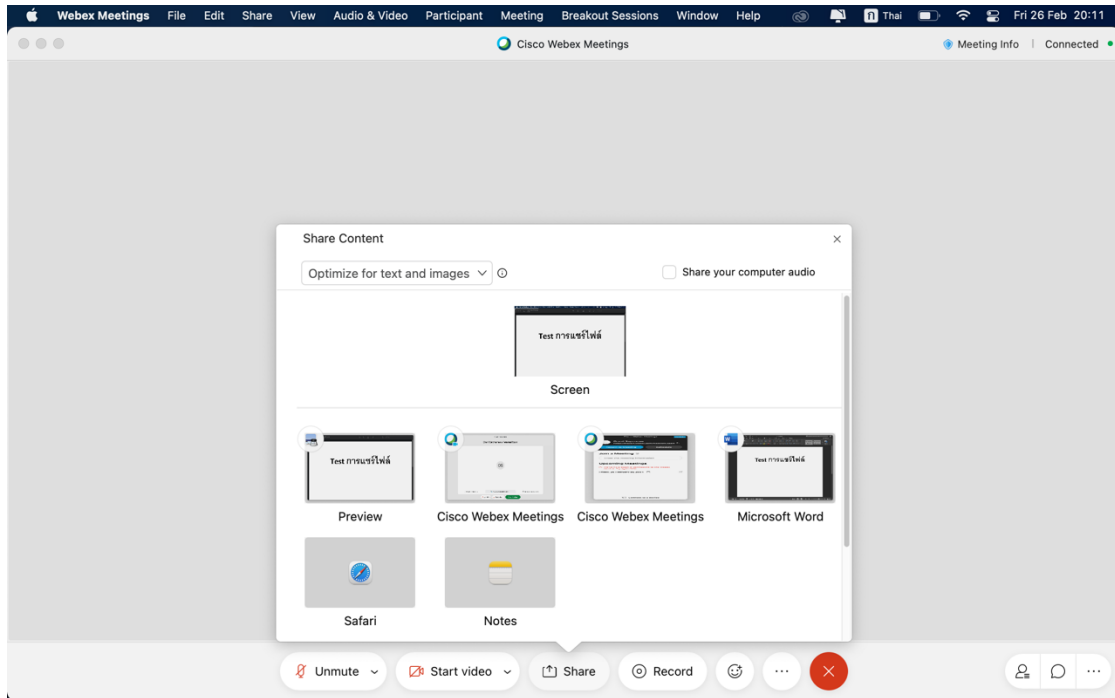 Webex Meetings File Edit Share View Audio & Video Participant Meeting Breakout Sessions Window Help ก Thai Fri 26 Feb 20:11
Cisco Webex Meetings
Meeting Info | Connected
Share Content
Optimize for text and images
Share your computer audio
Test การแชร์ไฟล์
Screen
Test การแชร์ไฟล์
Test การแชร์ไฟล์
Preview Cisco Webex Meetings Cisco Webex Meetings Microsoft Word
Safari Notes
Unmute Start video Share Record